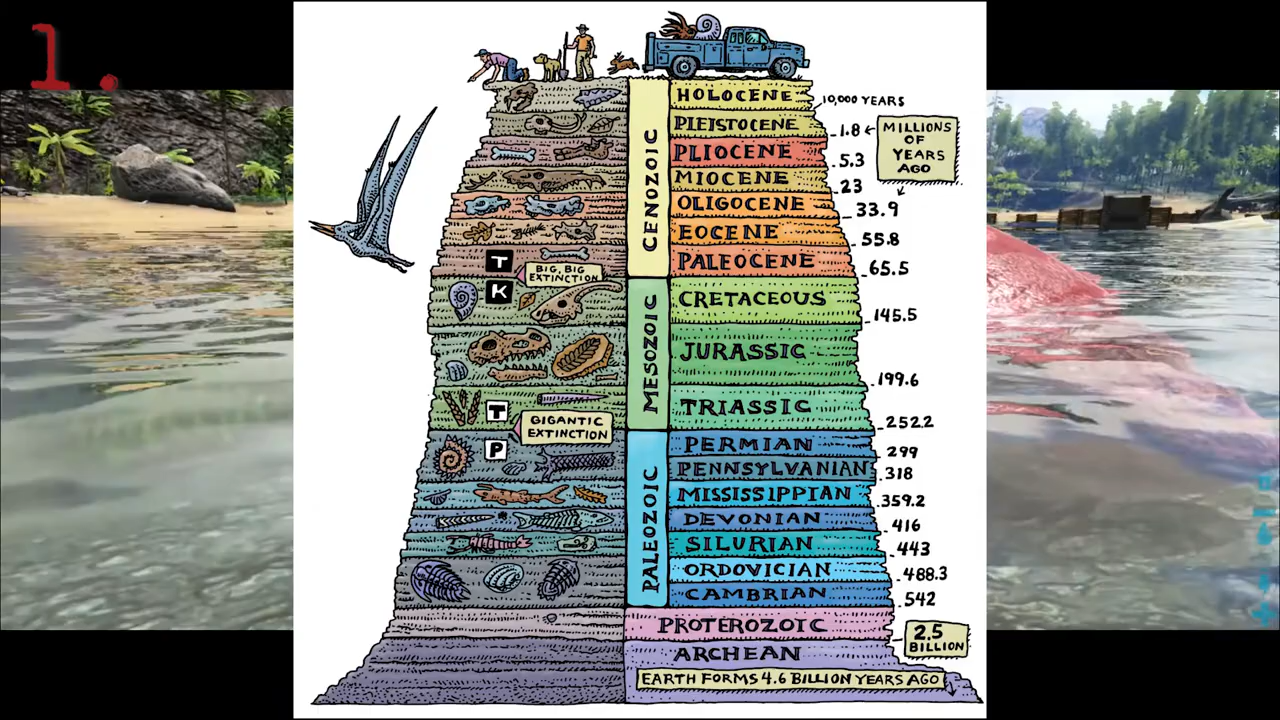 1.
HOLOCENE
10,000 YEARS
PLEISTOCENE
1.8
MILLIONS
OF
YEARS
AGO
PLIOCENE
5.3
MIOCENE
23
OLIGOCENE
33.9
EOCENE
55.8
PALEOCENE
65.5
CENOZOIC
T
BIG, BIG
EXTINCTION
K
CRETACEOUS
145.5
JURASSIC
199.6
TRIASSIC
252.2
MESOZOIC
T
GIGANTIC
EXTINCTION
P
PERMIAN
299
PENNSYLVANIAN
318
MISSISSIPPIAN
359.2
DEVONIAN
416
SILURIAN
443
ORDOVICIAN
488.3
CAMBRIAN
542
PALEOZOIC
PROTEROZOIC
2.5
BILLION
ARCHEAN
EARTH FORMS 4.6 BILLION YEARS AGO